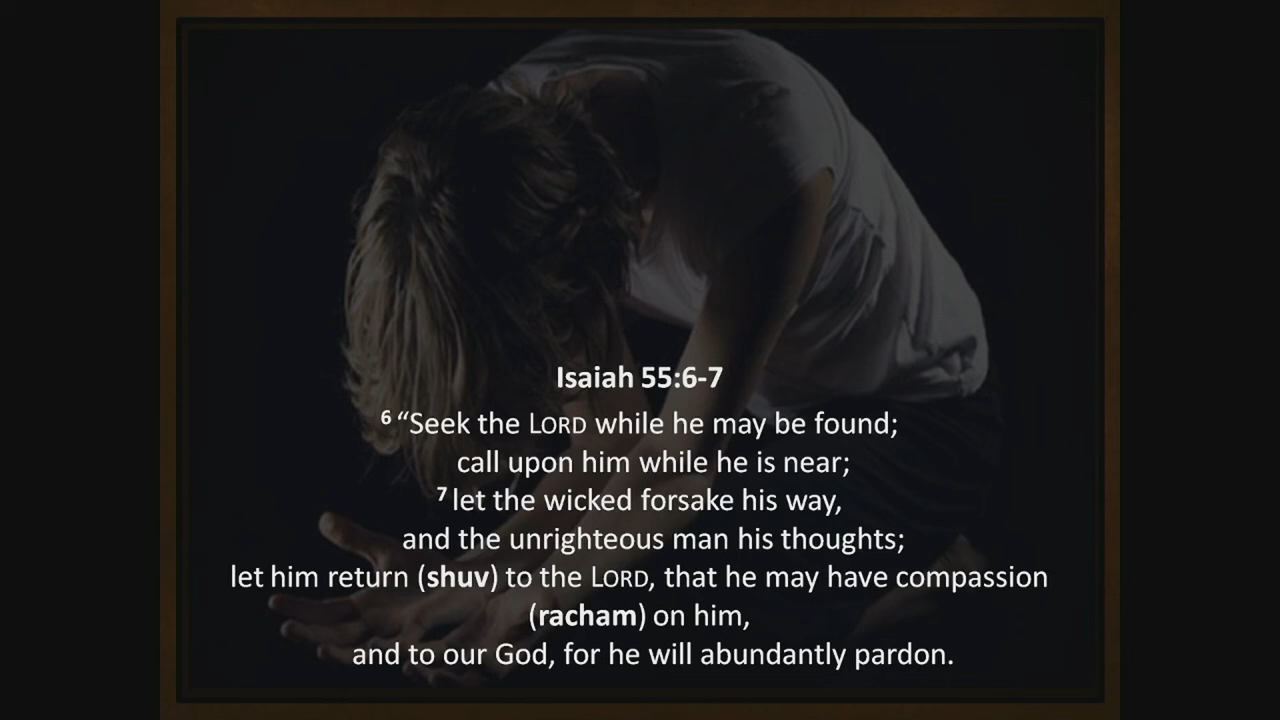 Isaiah 55:6-7
6 “Seek the LORD while he may be found;
call upon him while he is near;
7 let the wicked forsake his way,
and the unrighteous man his thoughts;
let him return (shuv) to the LORD, that he may have compassion
(racham) on him,
and to our God, for he will abundantly pardon.